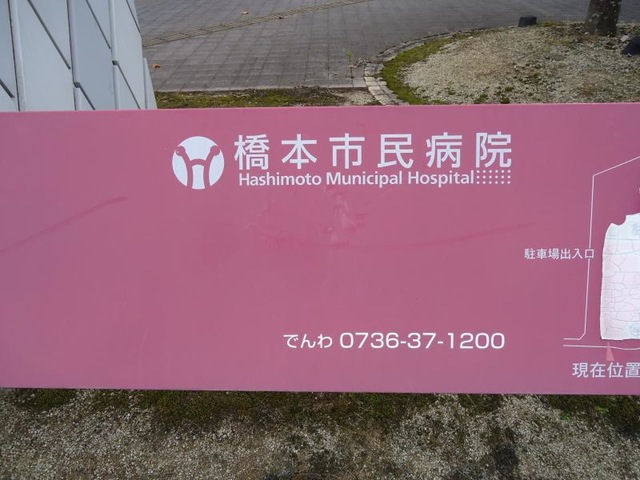 橋本市民病院
Hashimoto Municipal Hospital
駐車場出入口
でんわ 0736-37-1200
現在位置